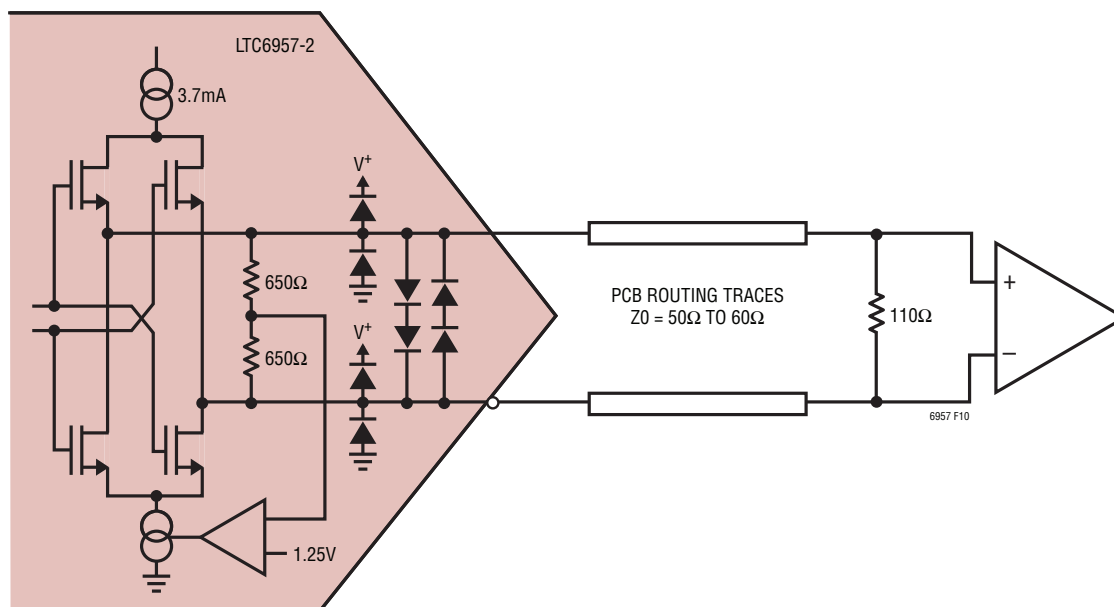 LTC6957-2
3.7mA
V+
650Ω
PCB ROUTING TRACES
Z0 = 50Ω TO 60Ω
110Ω
+
650Ω
V+
−
6957 F10
1.25V